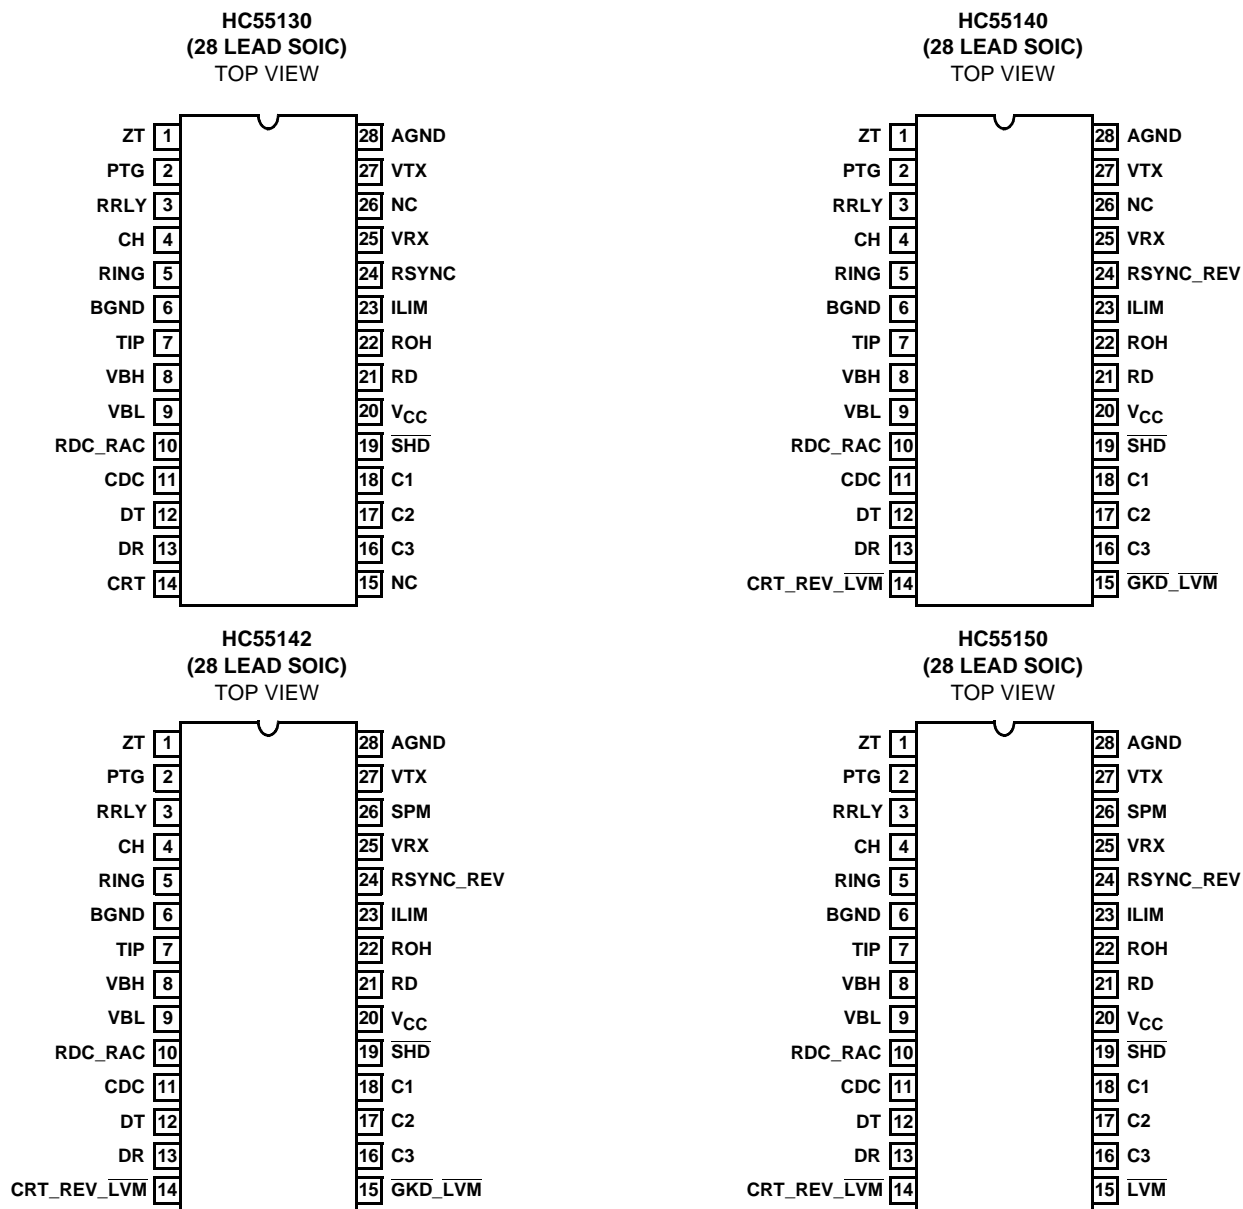 HC55130
(28 LEAD SOIC)
TOP VIEW
ZT 1 28 AGND
PTG 2 27 VTX
RRLY 3 26 NC
CH 4 25 VRX
RING 5 24 RSYNC
BGND 6 23 ILIM
TIP 7 22 ROH
VBH 8 21 RD
VBL 9 20 VCC
RDC_RAC 10 19 S̅H̅D̅
CDC 11 18 C1
DT 12 17 C2
DR 13 16 C3
CRT 14 15 NC
HC55140
(28 LEAD SOIC)
TOP VIEW
ZT 1 28 AGND
PTG 2 27 VTX
RRLY 3 26 NC
CH 4 25 VRX
RING 5 24 RSYNC_REV
BGND 6 23 ILIM
TIP 7 22 ROH
VBH 8 21 RD
VBL 9 20 VCC
RDC_RAC 10 19 S̅H̅D̅
CDC 11 18 C1
DT 12 17 C2
DR 13 16 C3
CRT_REV_L̅V̅M̅ 14 15 G̅K̅D̅_L̅V̅M̅
HC55142
(28 LEAD SOIC)
TOP VIEW
ZT 1 28 AGND
PTG 2 27 VTX
RRLY 3 26 SPM
CH 4 25 VRX
RING 5 24 RSYNC_REV
BGND 6 23 ILIM
TIP 7 22 ROH
VBH 8 21 RD
VBL 9 20 VCC
RDC_RAC 10 19 S̅H̅D̅
CDC 11 18 C1
DT 12 17 C2
DR 13 16 C3
CRT_REV_L̅V̅M̅ 14 15 G̅K̅D̅_L̅V̅M̅
HC55150
(28 LEAD SOIC)
TOP VIEW
ZT 1 28 AGND
PTG 2 27 VTX
RRLY 3 26 SPM
CH 4 25 VRX
RING 5 24 RSYNC_REV
BGND 6 23 ILIM
TIP 7 22 ROH
VBH 8 21 RD
VBL 9 20 VCC
RDC_RAC 10 19 S̅H̅D̅
CDC 11 18 C1
DT 12 17 C2
DR 13 16 C3
CRT_REV_L̅V̅M̅ 14 15 L̅V̅M̅